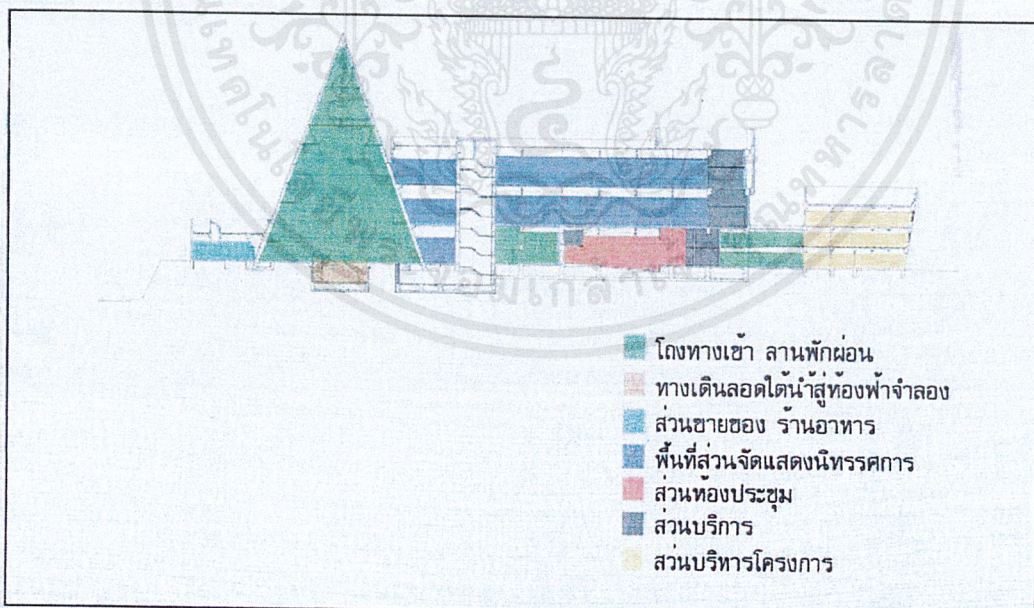 โถงทางเข้า ลานพักผ่อน
ทางเดินลอดใต้น้ำสู่ท้องฟ้าจำลอง
ส่วนขายของ ร้านอาหาร
พื้นที่ส่วนจัดแสดงนิทรรศการ
ส่วนห้องประชุม
ส่วนบริการ
ส่วนบริหารโครงการ